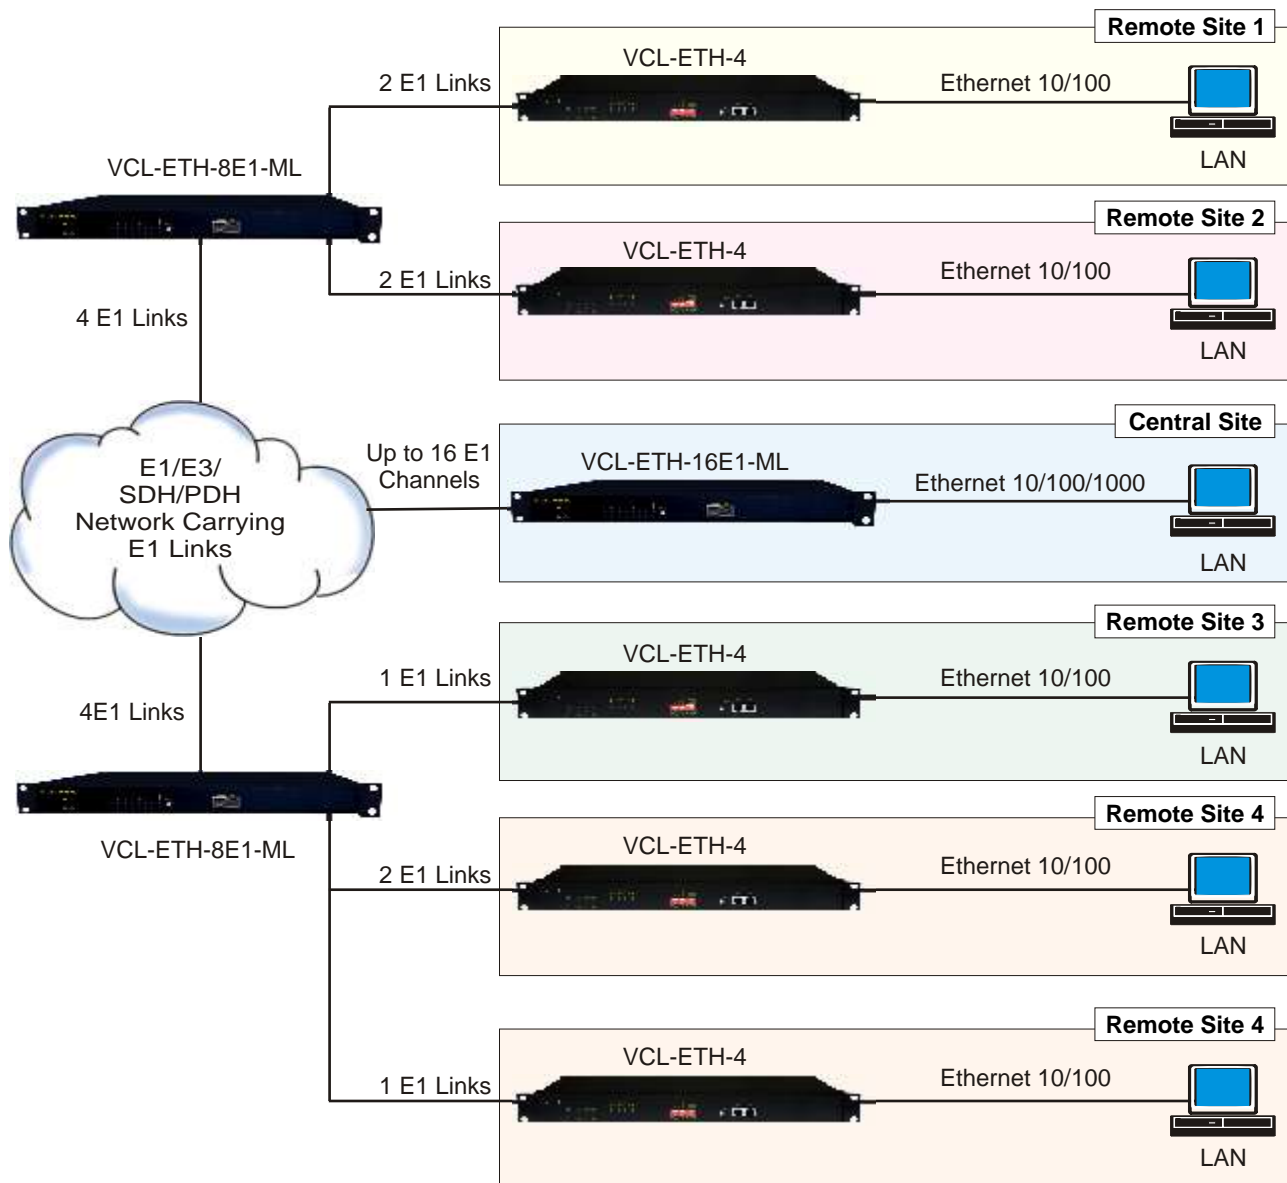 Remote Site 1
VCL-ETH-4
2 E1 Links
Ethernet 10/100
LAN
VCL-ETH-8E1-ML
Remote Site 2
VCL-ETH-4
2 E1 Links
Ethernet 10/100
LAN
4 E1 Links
Central Site
Up to 16 E1
Channels
VCL-ETH-16E1-ML
Ethernet 10/100/1000
LAN
E1/E3/
SDH/PDH
Network Carrying
E1 Links
Remote Site 3
VCL-ETH-4
1 E1 Links
Ethernet 10/100
LAN
4E1 Links
VCL-ETH-8E1-ML
Remote Site 4
VCL-ETH-4
2 E1 Links
Ethernet 10/100
LAN
Remote Site 4
VCL-ETH-4
1 E1 Links
Ethernet 10/100
LAN